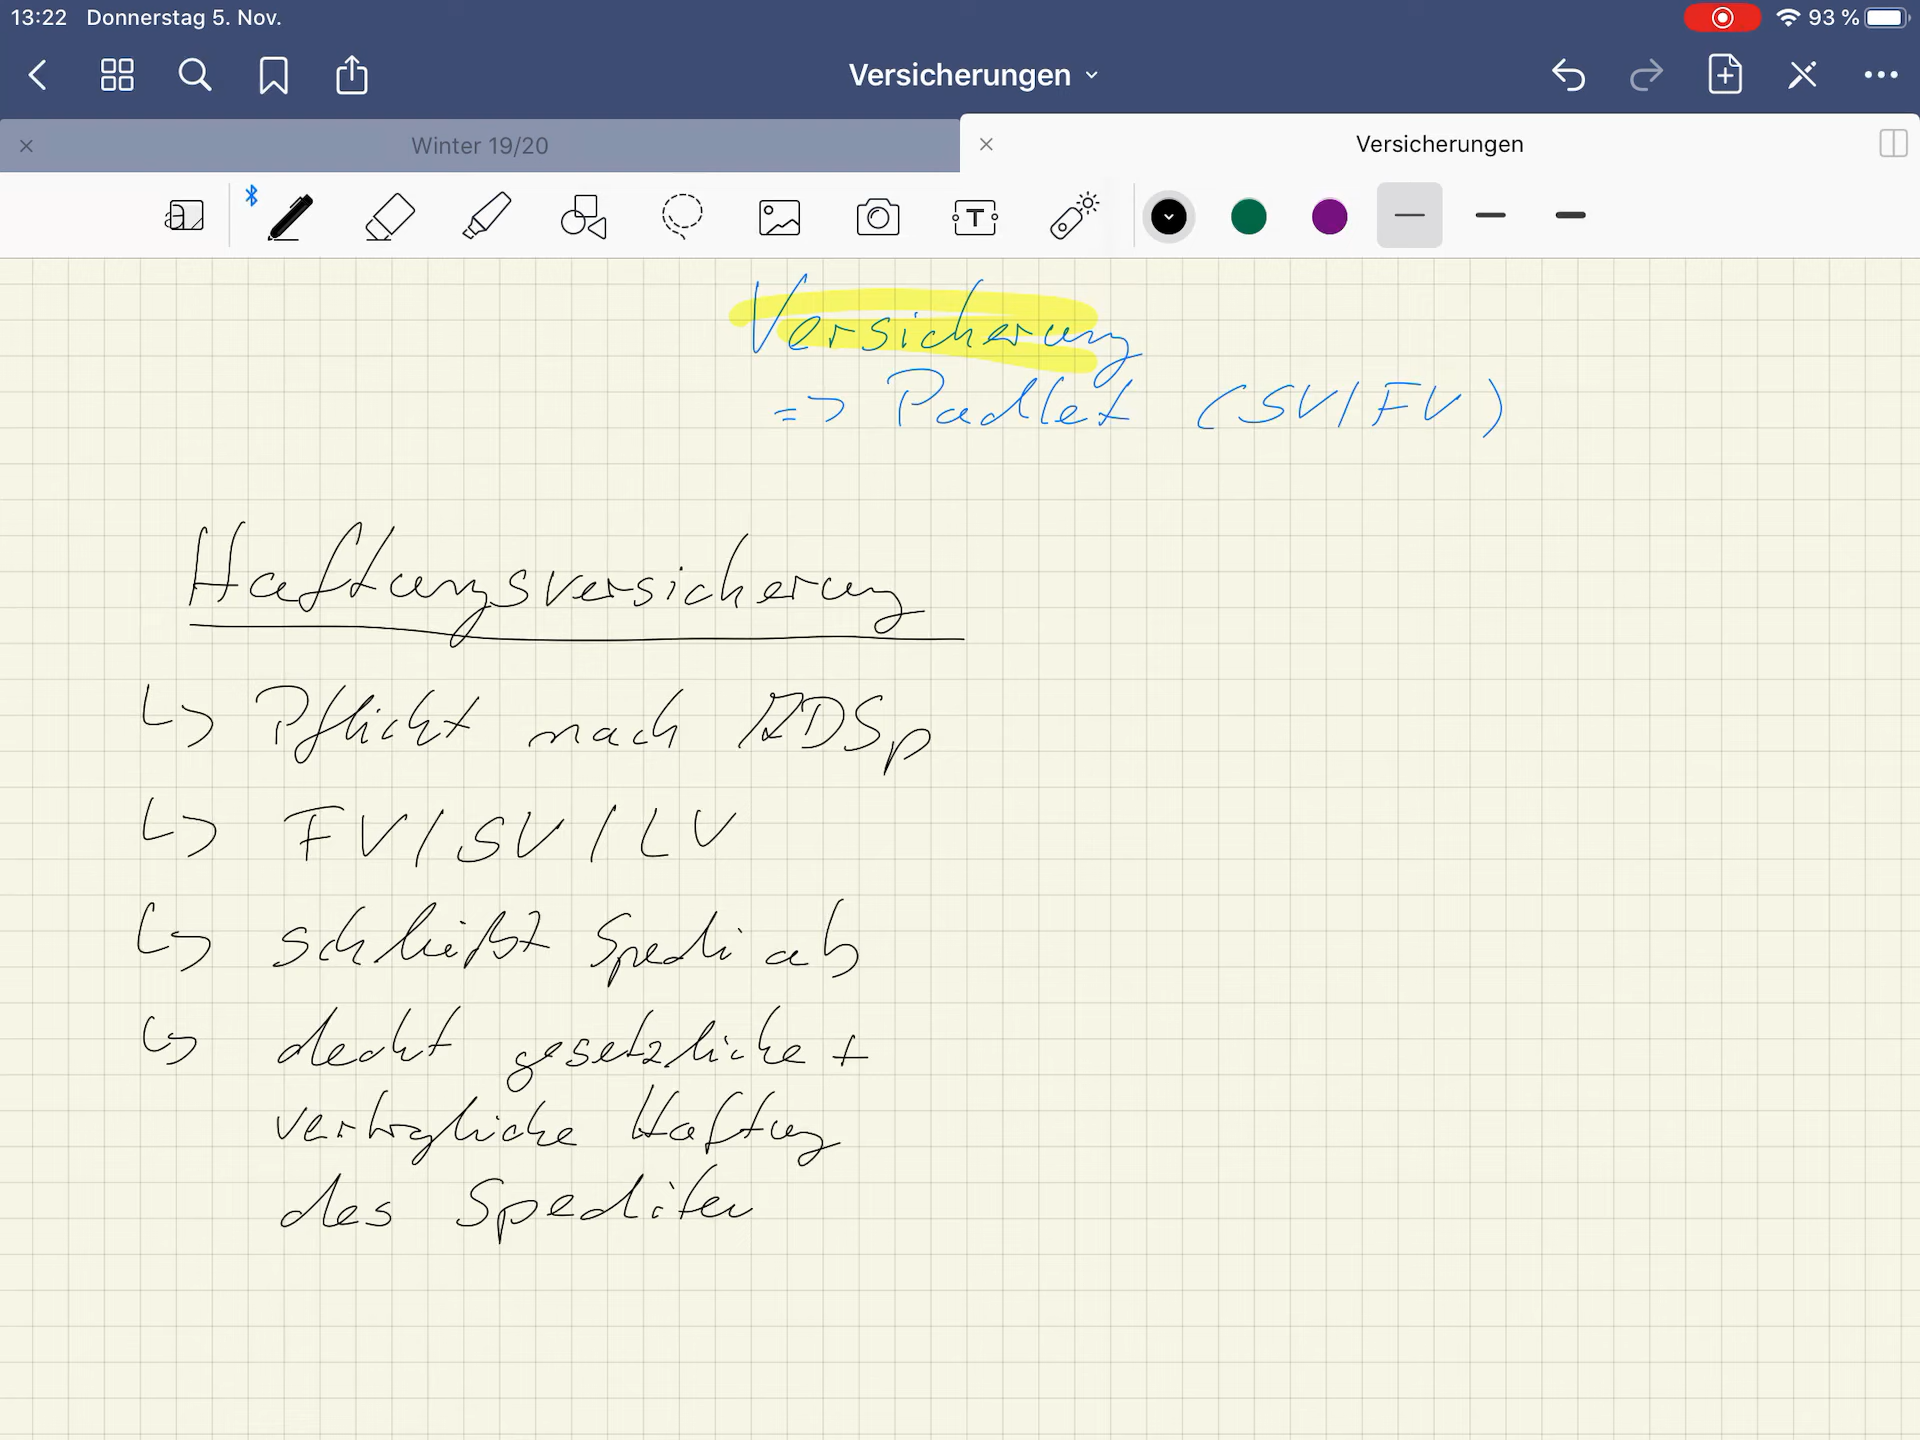 13:22 Donnerstag 5. Nov. 93 %
Versicherungen
Winter 19/20
Versicherungen
T
Versicherung
=> Padlet (SV/FV)
Haftungsversicherung
↳ Pflicht nach ADSp
↳ FV/SV/LV
↳ schließt Spedi ab
↳ deckt gesetzliche +
vertragliche Haftung
des Spediteu